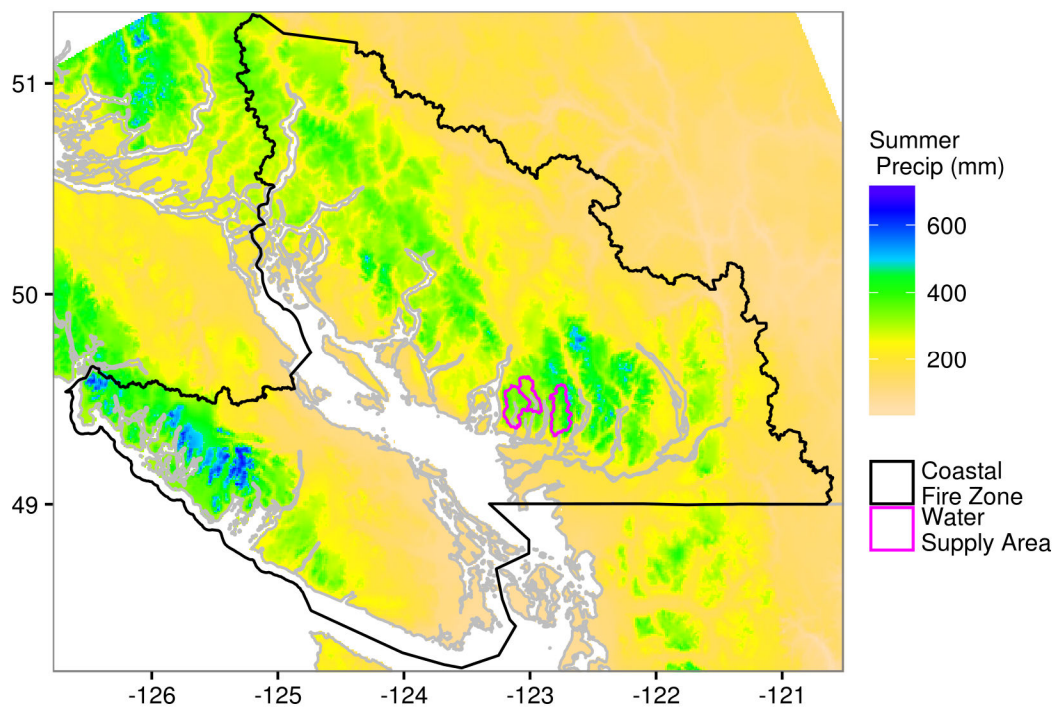 51
50
49
-126
-125
-124
-123
-122
-121
Summer
Precip (mm)
600
400
200
Coastal
Fire Zone
Water
Supply Area